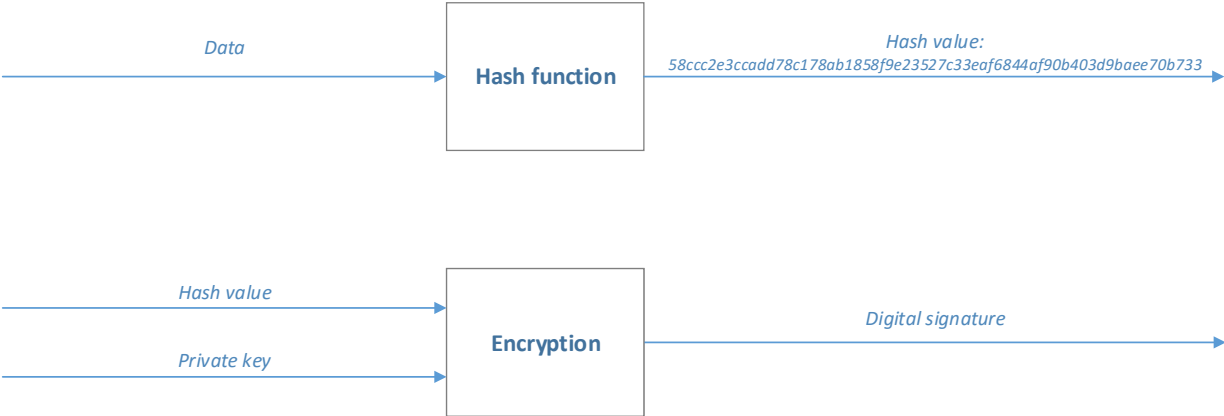 Data
Hash function
Hash value:
58ccc2e3ccadd78c178ab1858f9e23527c33eaf6844af90b403d9baee70b733
Hash value
Private key
Encryption
Digital signature